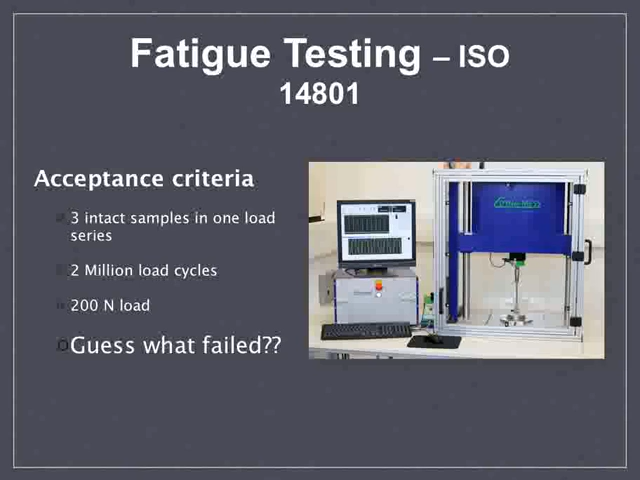 Fatigue Testing – ISO
14801
Acceptance criteria
3 intact samples in one load
series
2 Million load cycles
200 N load
Guess what failed??